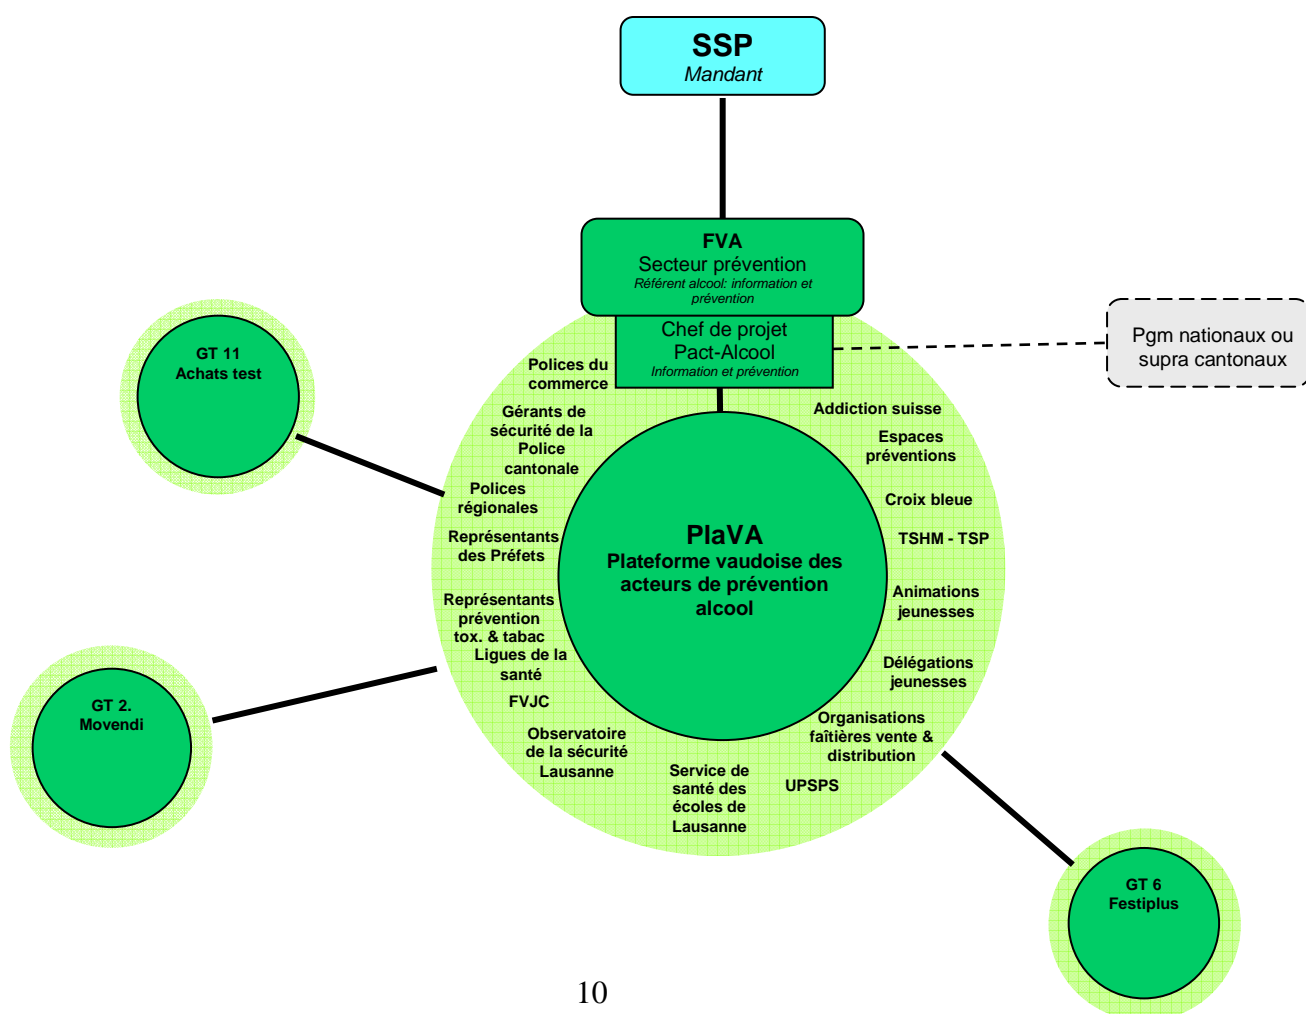 SSP
Mandant
FVA
Secteur prévention
Référent alcool: information et
prévention
Chef de projet
Pact-Alcool
Information et prévention
Pgm nationaux ou
supra cantonaux
GT 11
Achats test
Polices du
commerce
Gérants de
sécurité de la
Police
cantonale
Polices
régionales
Représentants
des Préfets
Représentants
prévention
tox. & tabac
Ligues de la
santé
FVJC
Observatoire
de la sécurité
Lausanne
Service de
santé des
écoles de
Lausanne
UPSPS
Organisations
faîtières vente &
distribution
Délégations
jeunesses
Animations
jeunesses
TSHM - TSP
Croix bleue
Espaces
préventions
Addiction suisse
PlaVA
Plateforme vaudoise des
acteurs de prévention
alcool
GT 2.
Movendi
GT 6
Festiplus
10